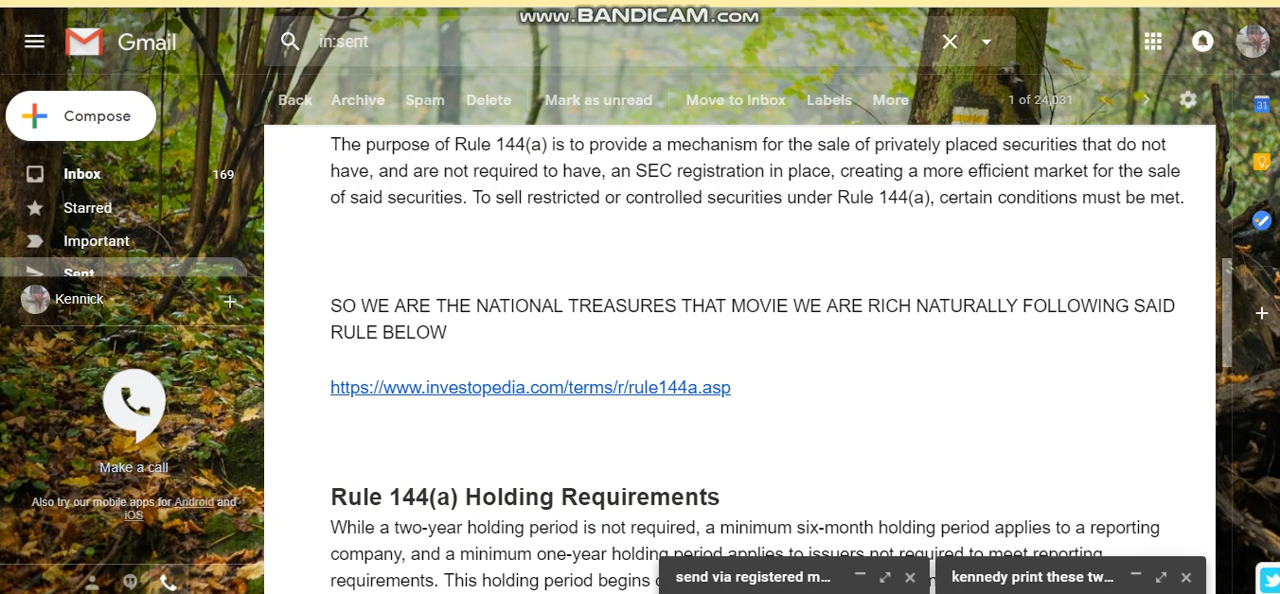 www.BANDICAM.com
Gmail
in:sent
Compose
Back Archive Spam Delete Mark as unread Move to Inbox Labels More 1 of 24,031
31
Inbox 169
Starred
Important
Sent
Kennick
Make a call
Also try our mobile apps for Android and
iOS
The purpose of Rule 144(a) is to provide a mechanism for the sale of privately placed securities that do not
have, and are not required to have, an SEC registration in place, creating a more efficient market for the sale
of said securities. To sell restricted or controlled securities under Rule 144(a), certain conditions must be met.
SO WE ARE THE NATIONAL TREASURES THAT MOVIE WE ARE RICH NATURALLY FOLLOWING SAID
RULE BELOW
https://www.investopedia.com/terms/r/rule144a.asp
Rule 144(a) Holding Requirements
While a two-year holding period is not required, a minimum six-month holding period applies to a reporting
company, and a minimum one-year holding period applies to issuers not required to meet reporting
requirements. This holding period begins
send via registered m...
kennedy print these tw...